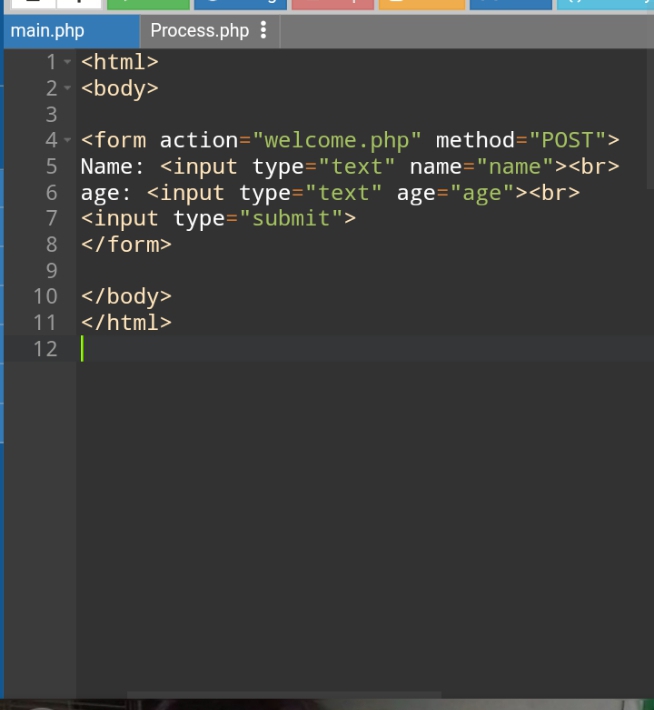 main.php Process.php
1 <html>
2 <body>
3
4 <form action="welcome.php" method="POST">
5 Name: <input type="text" name="name"><br>
6 age: <input type="text" age="age"><br>
7 <input type="submit">
8 </form>
9
10 </body>
11 </html>
12